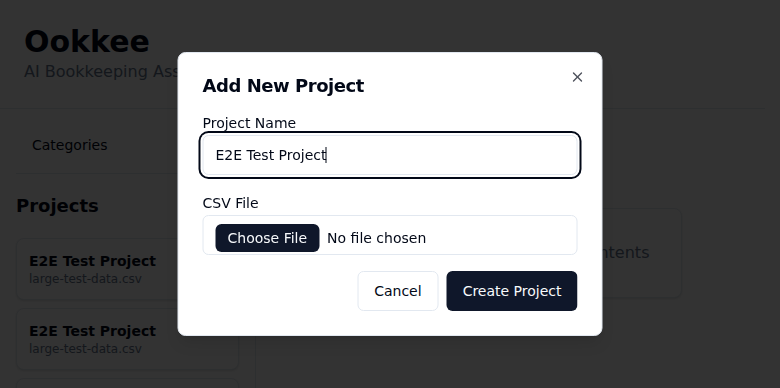 Ookkee
AI Bookkeeping Ass
Categories
Projects
E2E Test Project
large-test-data.csv
E2E Test Project
large-test-data.csv
ntents
Add New Project
×
Project Name
E2E Test Project
CSV File
Choose File No file chosen
Cancel Create Project